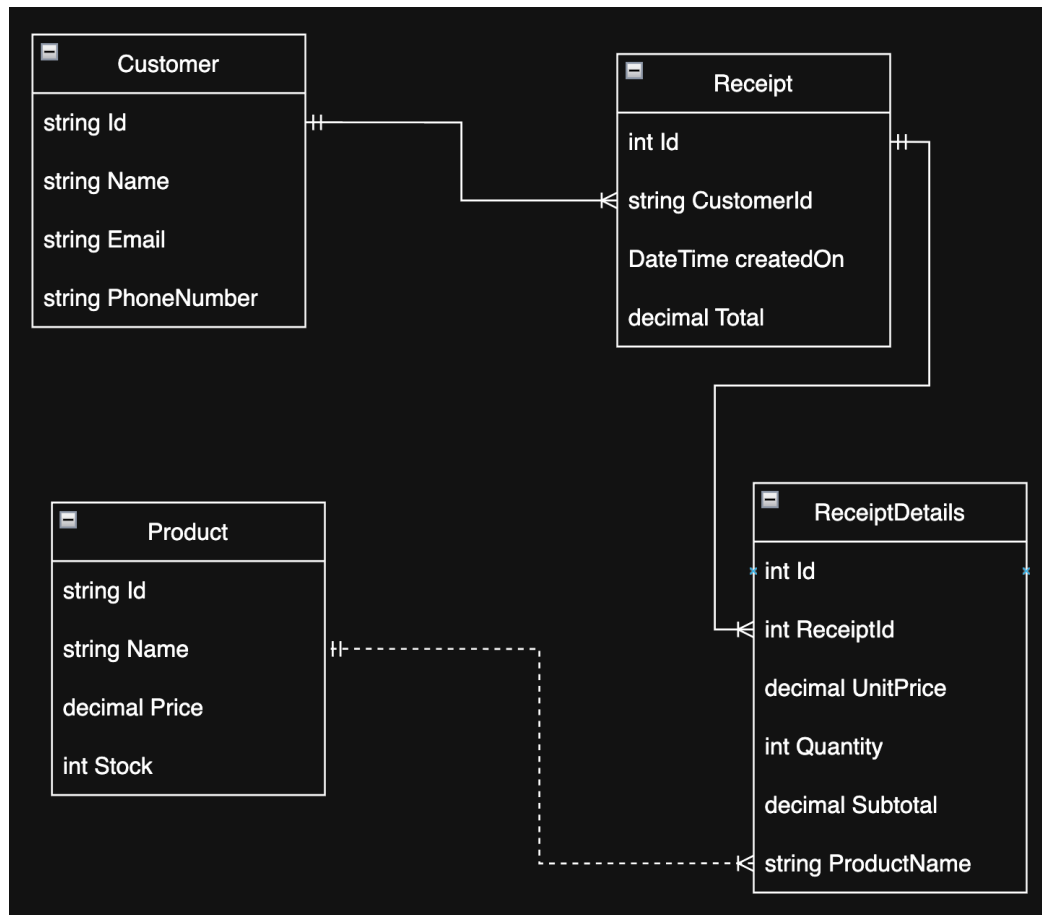 Customer
string Id
string Name
string Email
string PhoneNumber
Receipt
int Id
string CustomerId
DateTime createdOn
decimal Total
Product
string Id
string Name
decimal Price
int Stock
ReceiptDetails
int Id
int ReceiptId
decimal UnitPrice
int Quantity
decimal Subtotal
string ProductName